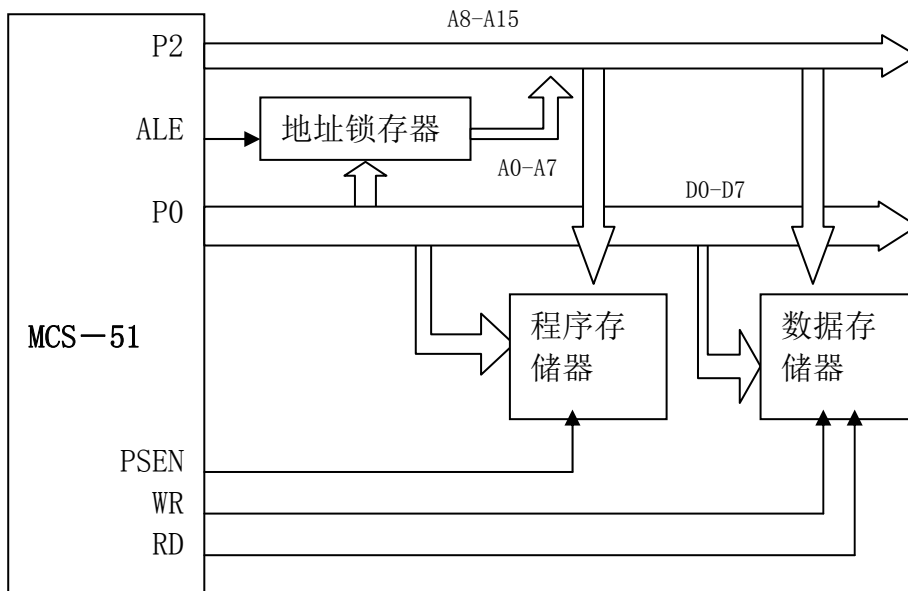 A8-A15
P2
ALE
地址锁存器
A0-A7
D0-D7
P0
MCS-51
程序存
储器
数据存
储器
PSEN
WR
RD